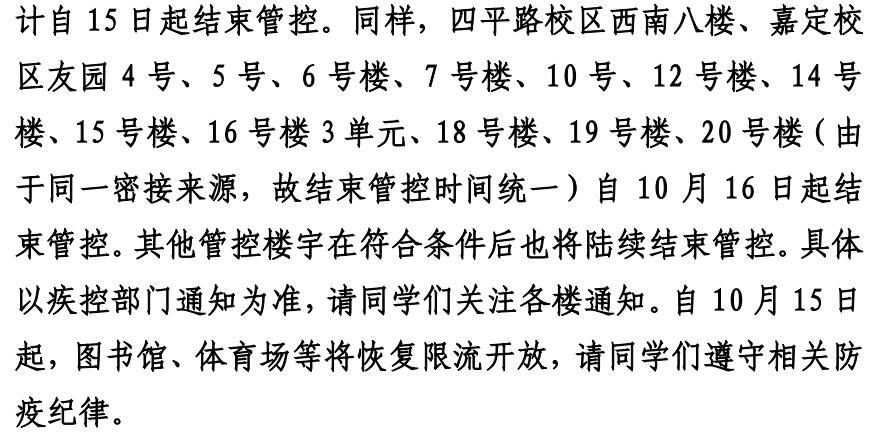 计自 15 日起结束管控。同样，四平路校区西南八楼、嘉定校
区友园 4 号、5 号、6 号楼、7 号楼、10 号、12 号楼、14 号
楼、15 号楼、16 号楼 3 单元、18 号楼、19 号楼、20 号楼（由
于同一密接来源，故结束管控时间统一）自 10 月 16 日起结
束管控。其他管控楼宇在符合条件后也将陆续结束管控。具体
以疾控部门通知为准，请同学们关注各楼通知。自 10 月 15 日
起，图书馆、体育场等将恢复限流开放，请同学们遵守相关防
疫纪律。